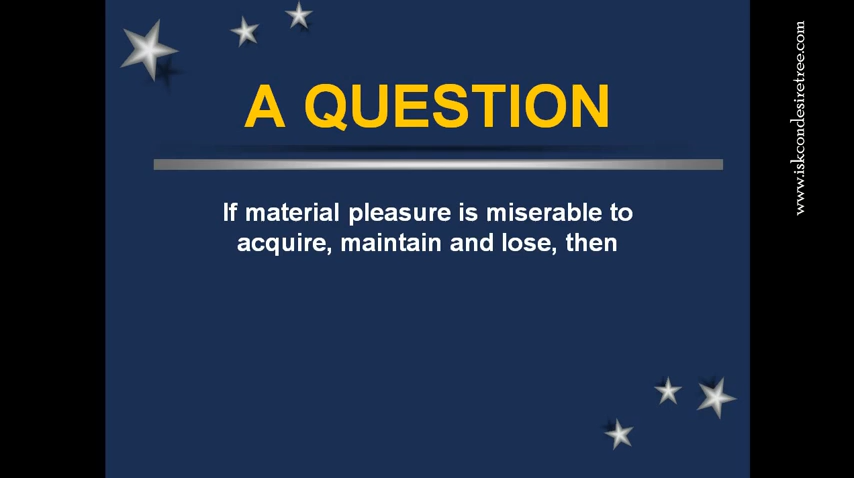 A QUESTION
If material pleasure is miserable to
acquire, maintain and lose, then
www.iskcondesiretree.com